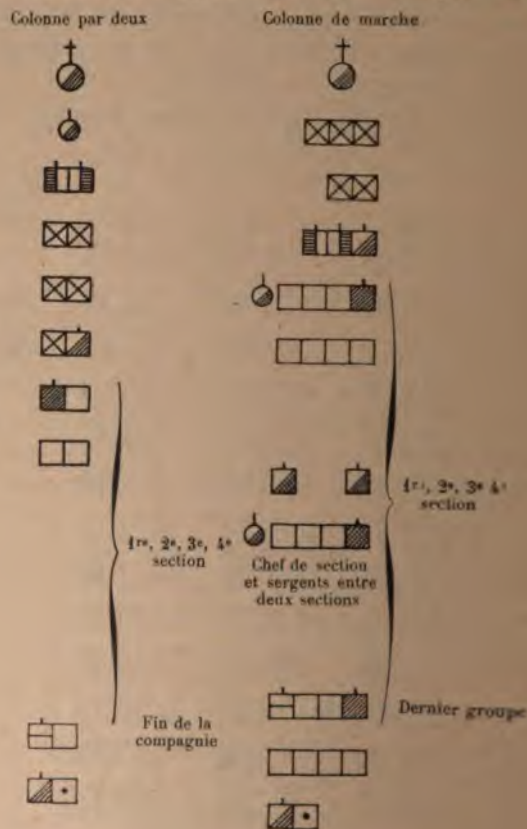 Colonne par deux
Colonne de marche
1re, 2e, 3e 4e
section
1re, 2e, 3e, 4e
section
Chef de section
et sergents entre
deux sections
Dernier groupe
Fin de la
compagnie